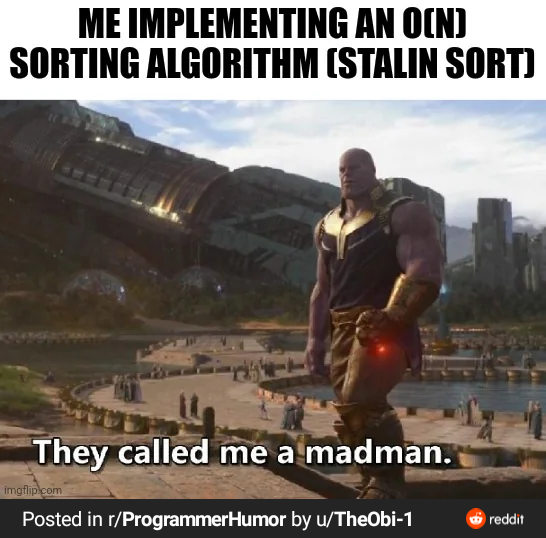 ME IMPLEMENTING AN O(N)
SORTING ALGORITHM (STALIN SORT)
They called me a madman.
imgflip.com
Posted in r/ProgrammerHumor by u/TheObi-1
reddit